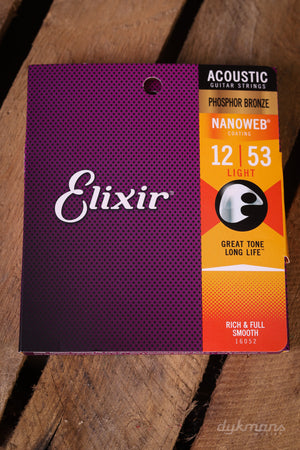 ACOUSTIC
GUITAR STRINGS
PHOSPHOR BRONZE
NANOWEB®
COATING
12 | 53
LIGHT
Elixir®
E
GREAT TONE
LONG LIFE™
RICH & FULL
SMOOTH
16052
dykmans